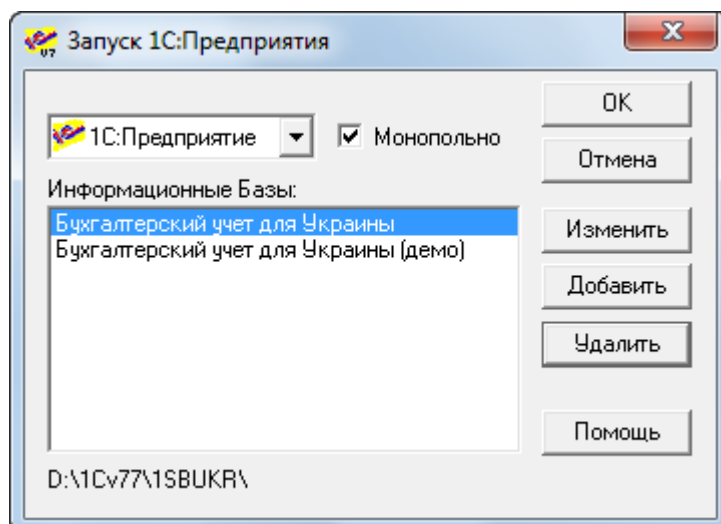 Запуск 1С:Предприятия
V7
1С:Предприятие
Монопольно
Информационные Базы:
Бухгалтерский учет для Украины
Бухгалтерский учет для Украины (демо)
D:\1Cv77\1SBUKR\
OK
Отмена
Изменить
Добавить
Удалить
Помощь